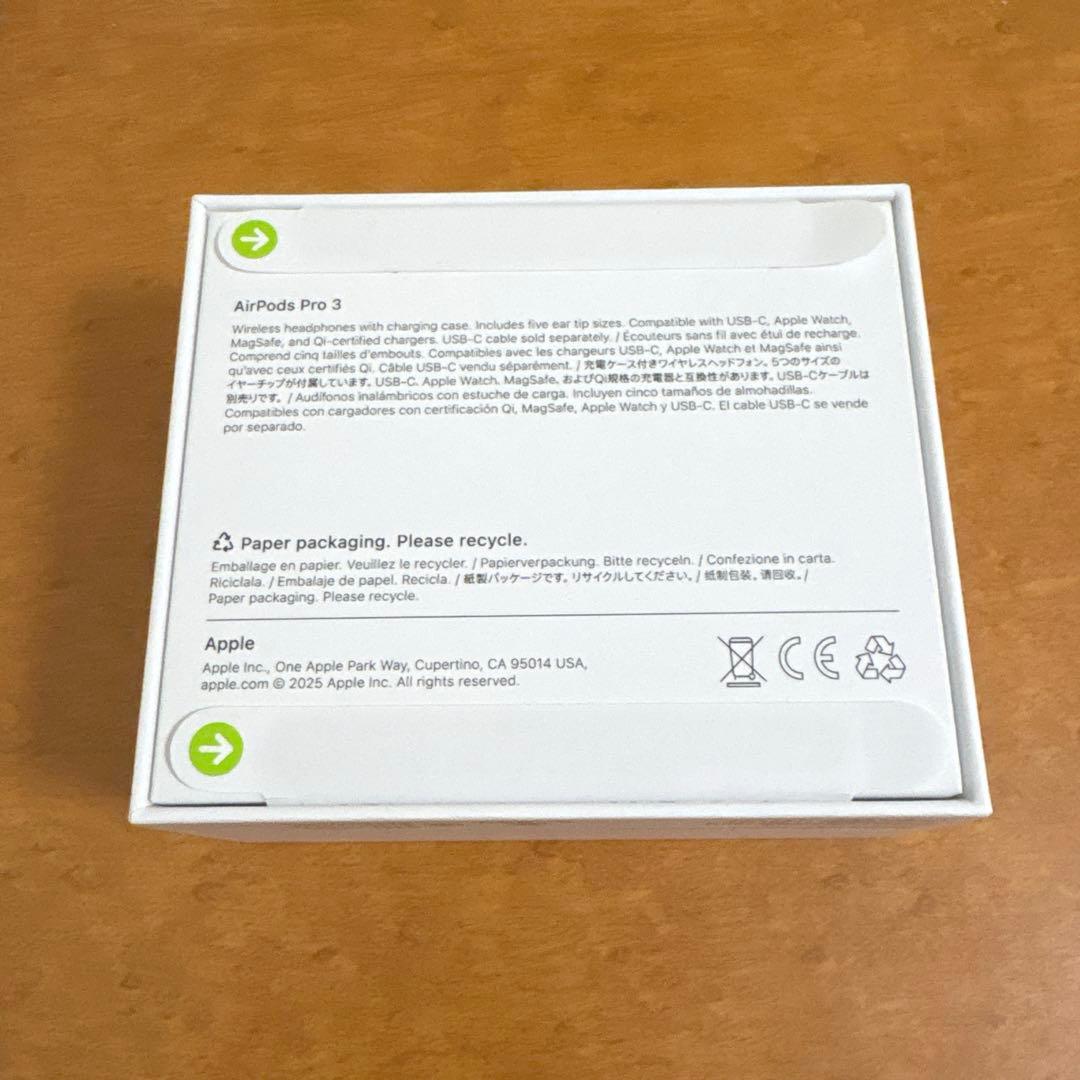 AirPods Pro 3
Wireless headphones with charging case. Includes five ear tip sizes. Compatible with USB-C, Apple Watch,
MagSafe, and Qi-certified chargers. USB-C cable sold separately. / Écouteurs sans fil avec étui de recharge.
Comprend cinq tailles d'embouts. Compatibles avec les chargeurs USB-C, Apple Watch et MagSafe ainsi
qu'avec ceux certifiés Qi. Câble USB-C vendu séparément. / 充電ケース付きワイヤレスヘッドフォン。5つのサイズの
イヤーチップが付属しています。USB-C、Apple Watch、MagSafe、およびQi規格の充電器と互換性があります。USB-Cケーブルは
別売りです。 / Audífonos inalámbricos con estuche de carga. Incluyen cinco tamaños de almohadillas.
Compatibles con cargadores con certificación Qi, MagSafe, Apple Watch y USB-C. El cable USB-C se vende
por separado.
Paper packaging. Please recycle.
Emballage en papier. Veuillez le recycler. / Papierverpackung. Bitte recyceln. / Confezione in carta.
Riciclala. / Embalaje de papel. Recicla. / 紙製パッケージです。リサイクルしてください。 / 纸制包装。请回收。 /
Paper packaging. Please recycle.
Apple
Apple Inc., One Apple Park Way, Cupertino, CA 95014 USA,
apple.com © 2025 Apple Inc. All rights reserved.
CE